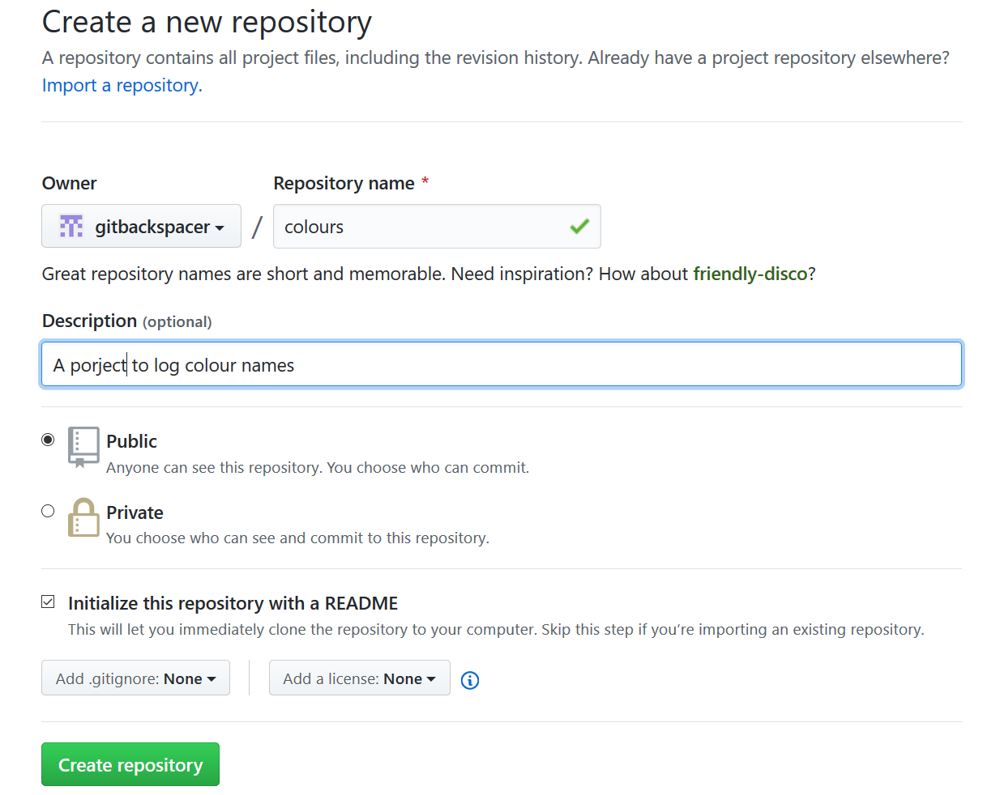 Create a new repository
A repository contains all project files, including the revision history. Already have a project repository elsewhere?
Import a repository.
Owner
Repository name *
gitbackspacer
/
colours
Great repository names are short and memorable. Need inspiration? How about friendly-disco?
Description (optional)
A porject to log colour names
Public
Anyone can see this repository. You choose who can commit.
Private
You choose who can see and commit to this repository.
Initialize this repository with a README
This will let you immediately clone the repository to your computer. Skip this step if you’re importing an existing repository.
Add .gitignore: None
Add a license: None
Create repository